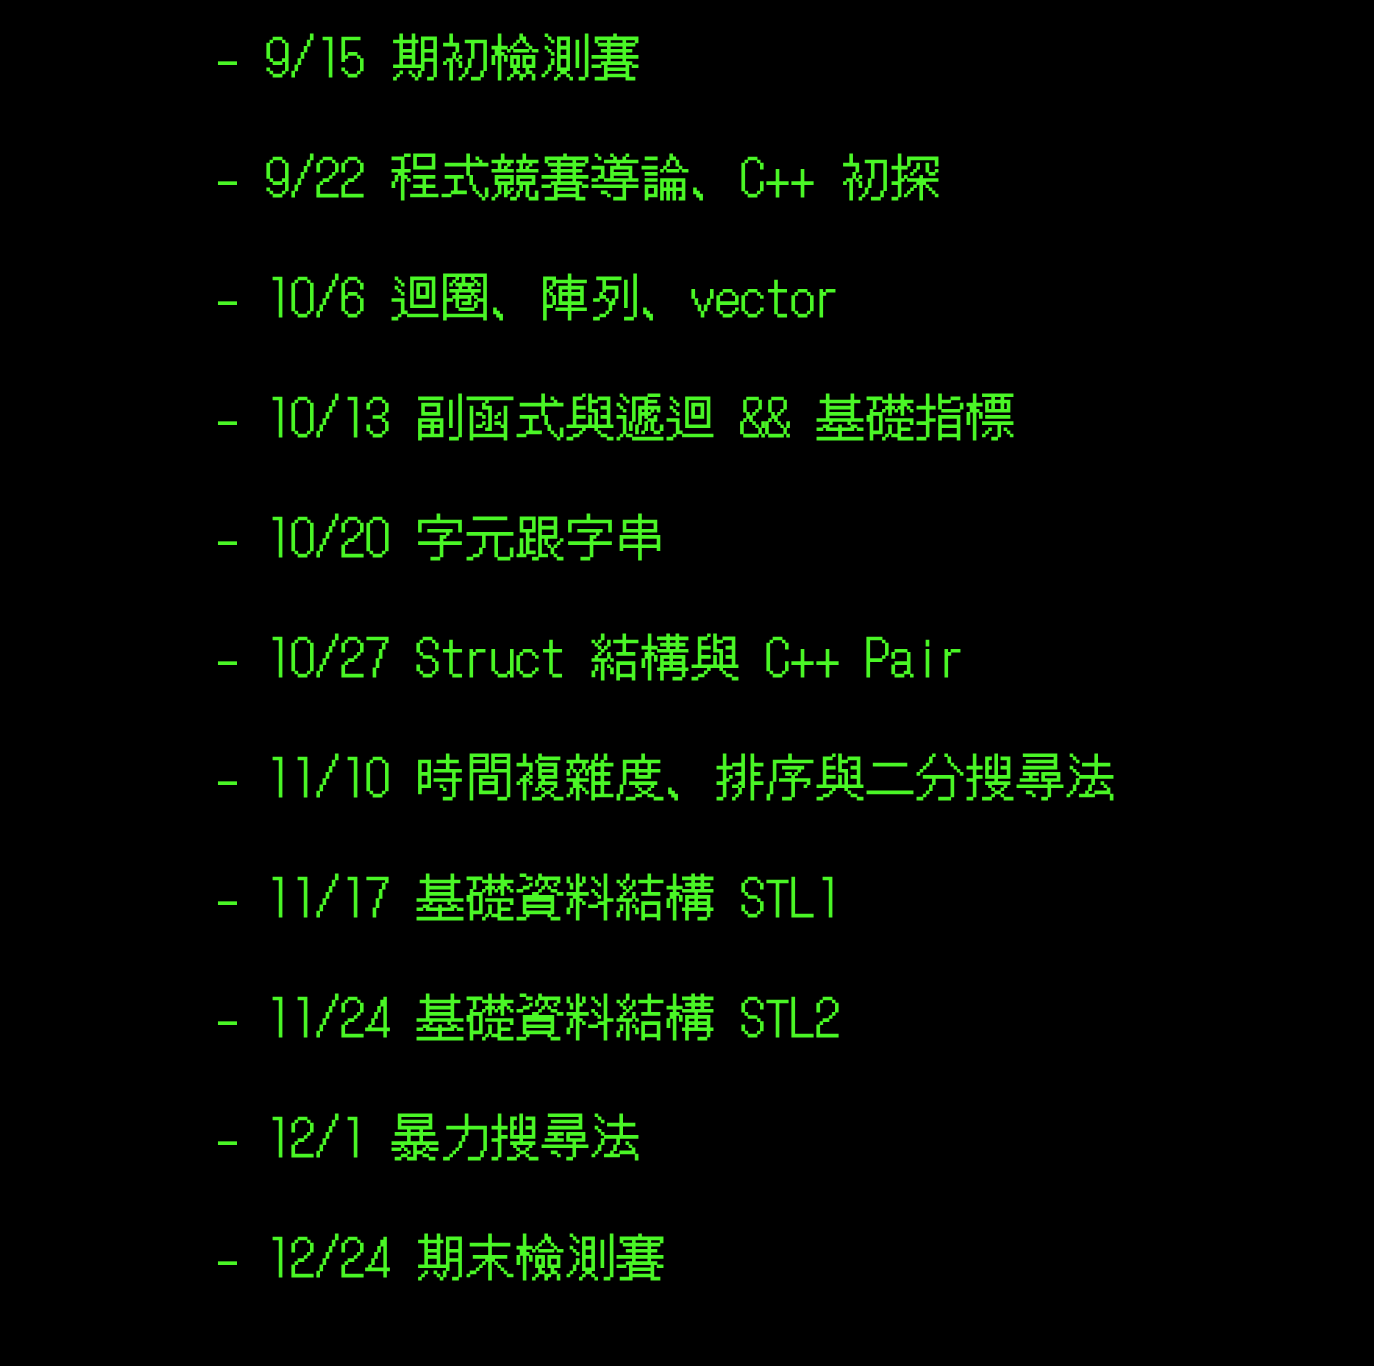 - 9/15 期初檢測賽
- 9/22 程式競賽導論、C++ 初探
- 10/6 迴圈、陣列、vector
- 10/13 副函式與遞迴 && 基礎指標
- 10/20 字元跟字串
- 10/27 Struct 結構與 C++ Pair
- 11/10 時間複雜度、排序與二分搜尋法
- 11/17 基礎資料結構 STL1
- 11/24 基礎資料結構 STL2
- 12/1 暴力搜尋法
- 12/24 期末檢測賽